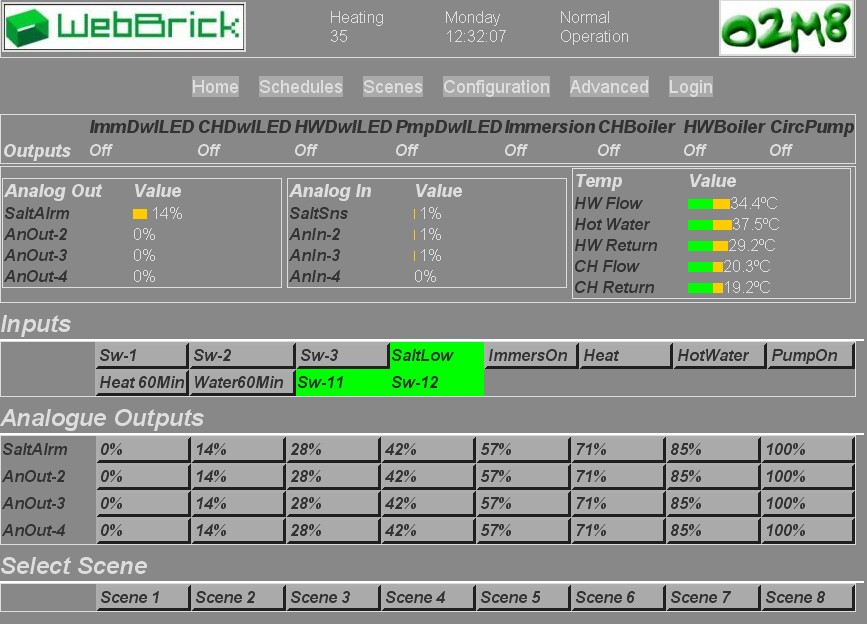 WebBrick Heating Monday Normal O2M8
35 12:32:07 Operation
Home Schedules Scenes Configuration Advanced Login
ImmDwlLED CHDwlLED HWDwlLED PmpDwlLED Immersion CHBoiler HWBoiler CircPump
Outputs Off Off Off Off Off Off Off Off
Analog Out Value
SaltAlrm 14%
AnOut-2 0%
AnOut-3 0%
AnOut-4 0%
Analog In Value
SaltSns 1%
AnIn-2 1%
AnIn-3 1%
AnIn-4 0%
Temp Value
HW Flow 34.4ºC
Hot Water 37.5ºC
HW Return 29.2ºC
CH Flow 20.3ºC
CH Return 19.2ºC
Inputs
Sw-1 Sw-2 Sw-3 SaltLow ImmersOn Heat HotWater PumpOn
Heat 60Min Water60Min Sw-11 Sw-12
Analogue Outputs
SaltAlrm 0% 14% 28% 42% 57% 71% 85% 100%
AnOut-2 0% 14% 28% 42% 57% 71% 85% 100%
AnOut-3 0% 14% 28% 42% 57% 71% 85% 100%
AnOut-4 0% 14% 28% 42% 57% 71% 85% 100%
Select Scene
Scene 1 Scene 2 Scene 3 Scene 4 Scene 5 Scene 6 Scene 7 Scene 8